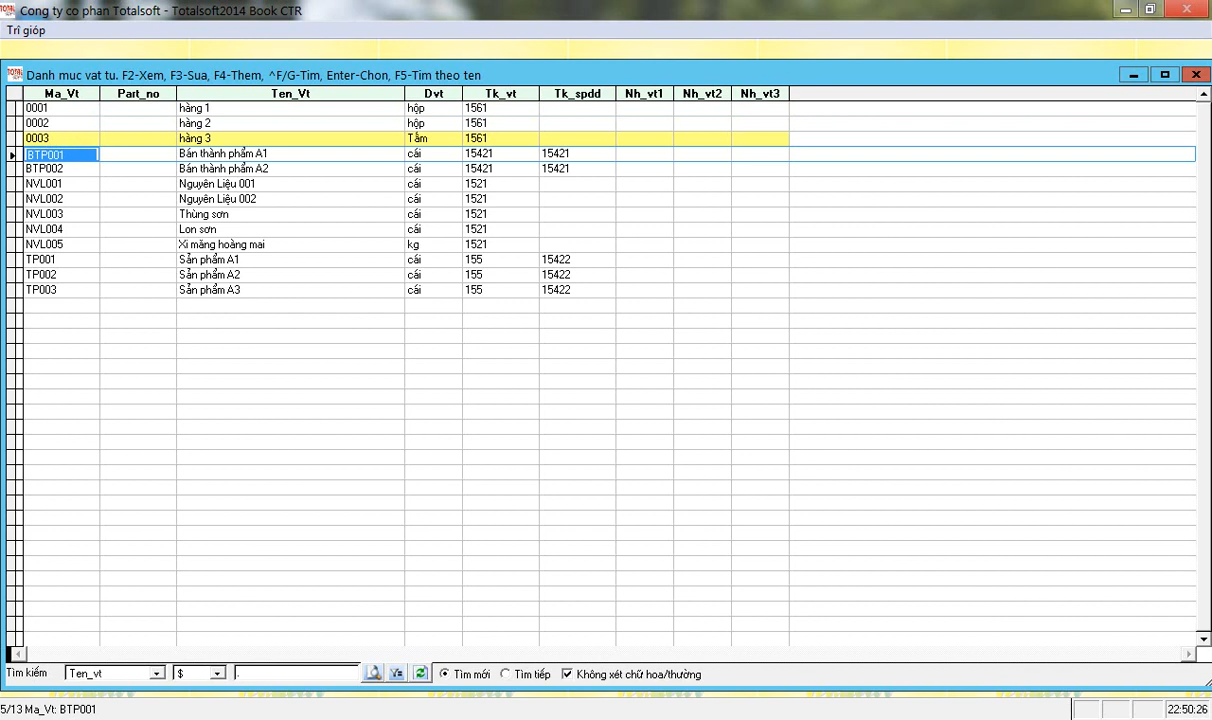 Cong ty co phan Totalsoft - Totalsoft2014 Book CTR
Trî gióp
Danh muc vat tu. F2-Xem, F3-Sua, F4-Them, ^F/G-Tim, Enter-Chon, F5-Tim theo ten
Ma_Vt Part_no Ten_Vt Dvt Tk_vt Tk_spdd Nh_vt1 Nh_vt2 Nh_vt3
0001 hàng 1 hộp 1561
0002 hàng 2 hộp 1561
0003 hàng 3 Tấm 1561
BTP001 Bán thành phẩm A1 cái 15421 15421
BTP002 Bán thành phẩm A2 cái 15421 15421
NVL001 Nguyên Liệu 001 cái 1521
NVL002 Nguyên Liệu 002 cái 1521
NVL003 Thùng sơn cái 1521
NVL004 Lon sơn cái 1521
NVL005 Xi măng hoàng mai kg 1521
TP001 Sản phẩm A1 cái 155 15422
TP002 Sản phẩm A2 cái 155 15422
TP003 Sản phẩm A3 cái 155 15422
Tìm kiếm Ten_vt $ . Tìm mới Tìm tiếp Không xét chữ hoa/thường
5/13 Ma_Vt: BTP001 22:50:26